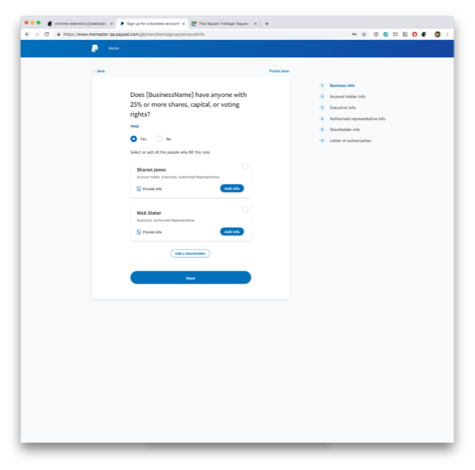 Sign up for a business account
Thai Square Trafalgar Square -
https://www.msmaster.qa.paypal.com/gb/merchantsignup/personalinfo
Home
Back
Finish later
Does [BusinessName] have anyone with
25% or more shares, capital, or voting
rights?
Help
Yes
No
Select or add all the people who fill this role.
Sharon Jones
Account holder, Executive, Authorised Representative
Provide info
Add info
Nick Slater
Executive, Authorised Representative
Provide info
Add info
Add a Shareholder
Next
Business info
Account holder info
Executive info
Authorised representative info
Shareholder info
Letter of authorisation